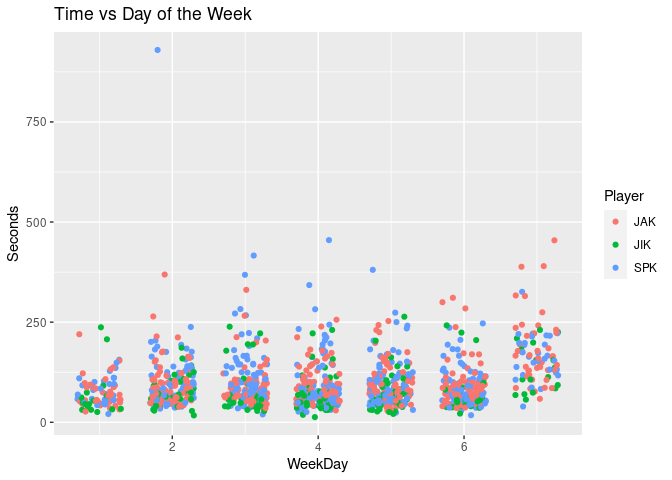 Time vs Day of the Week
Seconds
750
500
250
0
2
4
6
WeekDay
Player
JAK
JIK
SPK